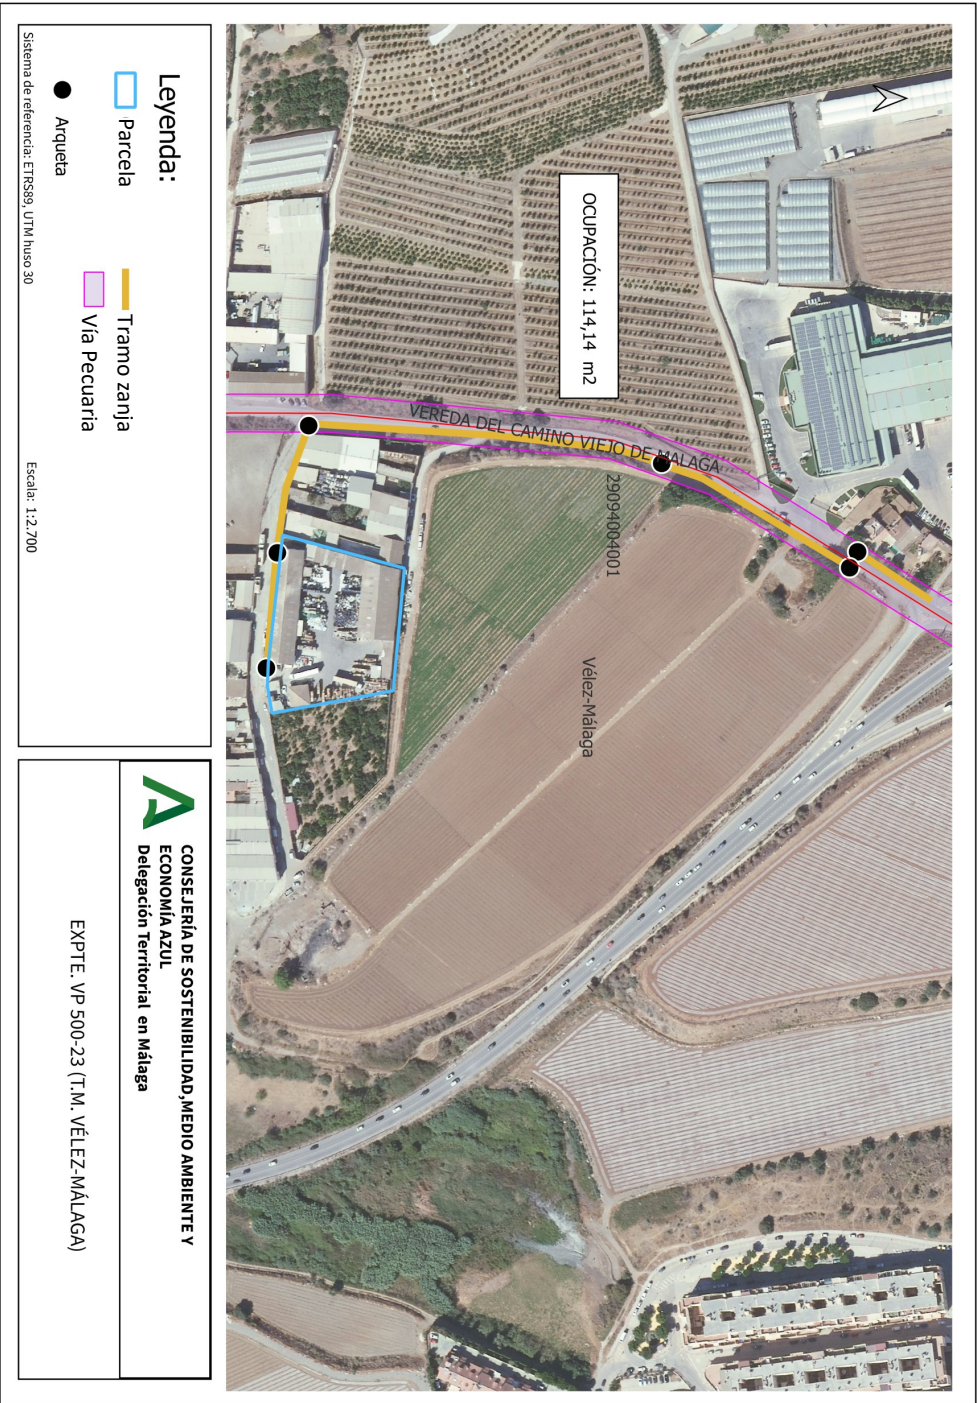 OCUPACIÓN: 114,14 m2
VEREDA DEL CAMINO VIEJO DE MALAGA
29094004001
Vélez-Málaga
Leyenda:
Parcela
Arqueta
Tramo zanja
Vía Pecuaria
Sistema de referencia: ETRS89, UTM huso 30
Escala: 1:2.700
CONSEJERÍA DE SOSTENIBILIDAD,MEDIO AMBIENTE Y
ECONOMÍA AZUL
Delegación Territorial en Málaga
EXPTE. VP 500-23 (T.M. VÉLEZ-MÁLAGA)